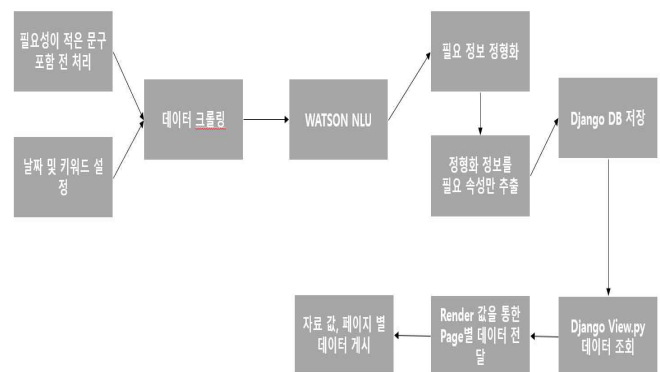 필요성이 적은 문구
포함 전 처리
날짜 및 키워드 설
정
데이터 크롤링
WATSON NLU
필요 정보 정형화
정형화 정보를
필요 속성만 추출
Django DB 저장
Django View.py
데이터 조회
Render 값을 통한
Page별 데이터 전
달
자료 값, 페이지 별
데이터 게시